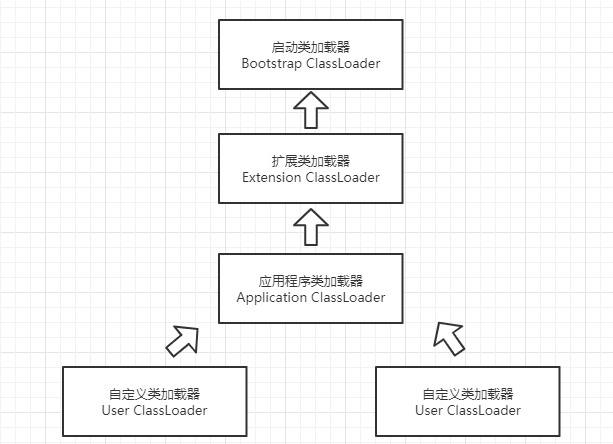 启动类加载器
Bootstrap ClassLoader
扩展类加载器
Extension ClassLoader
应用程序类加载器
Application ClassLoader
自定义类加载器
User ClassLoader
自定义类加载器
User ClassLoader